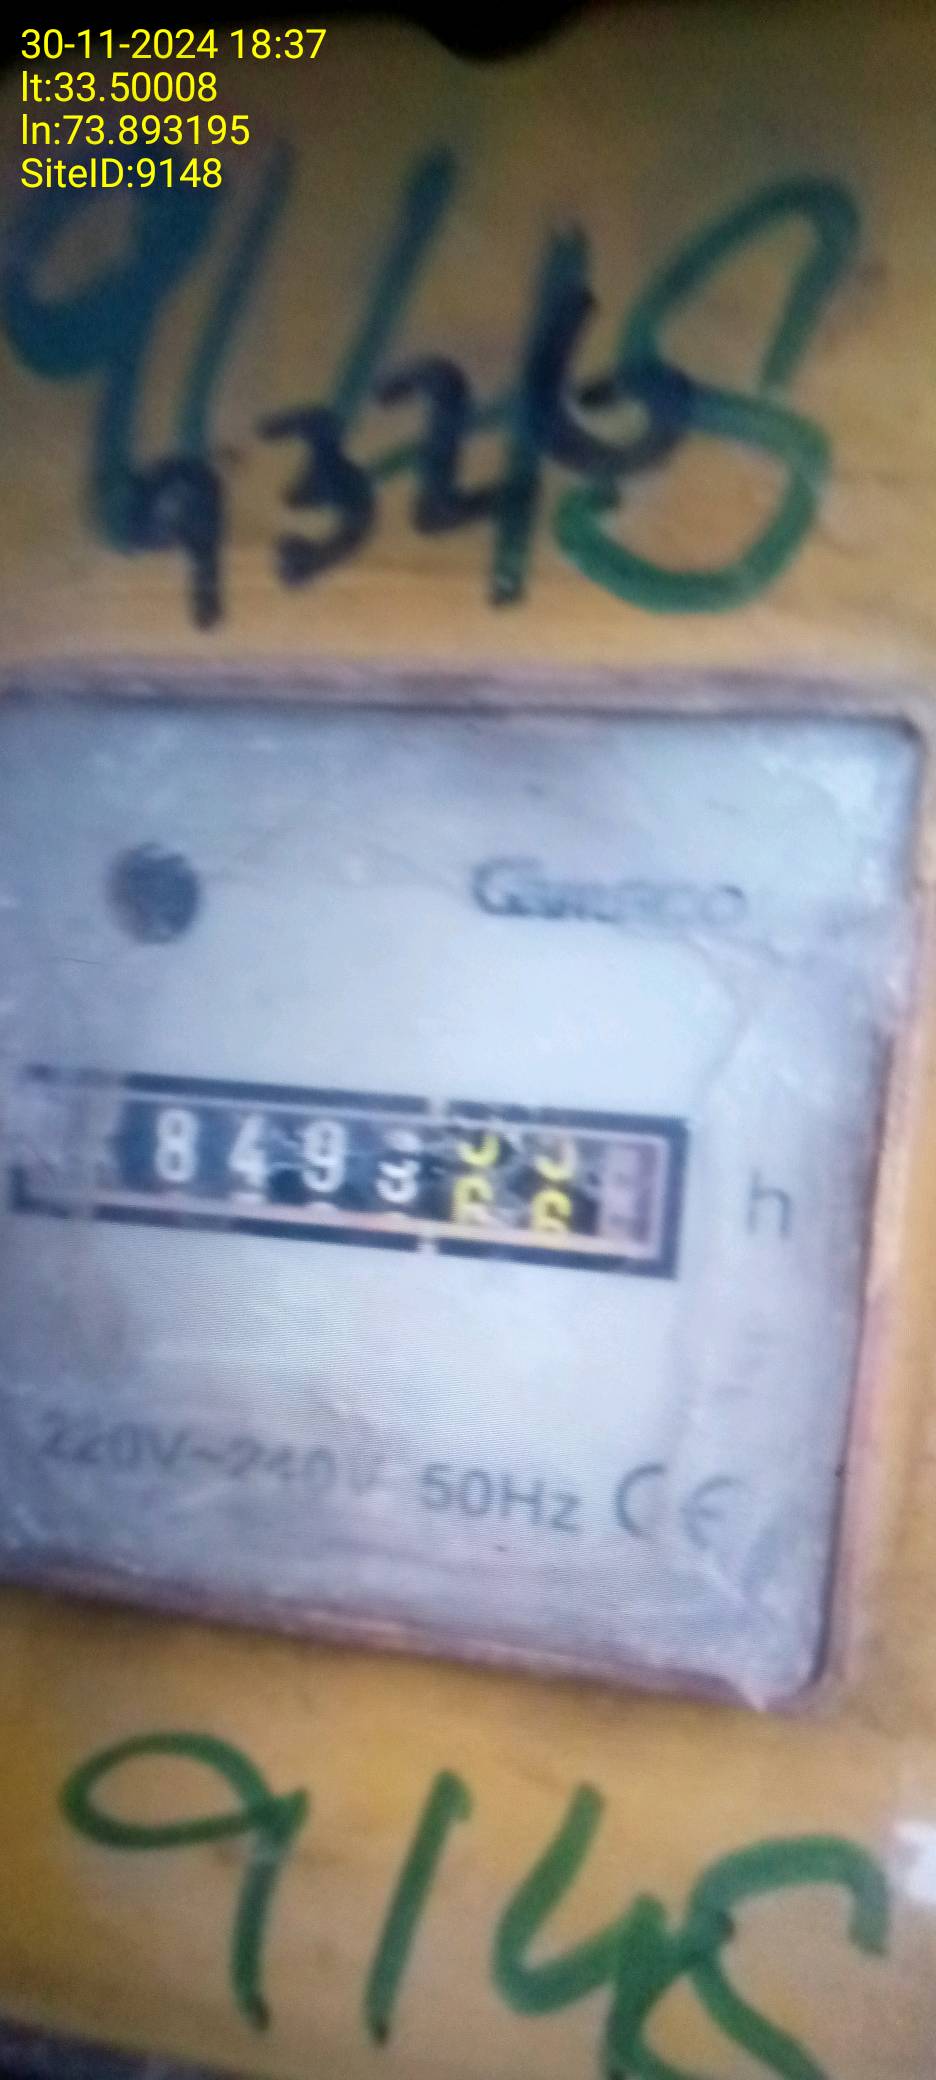 30-11-2024 18:37
lt:33.50008
ln:73.893195
SiteID:9148
9148
9326
8493
h
220V~240V 50Hz CE
9148